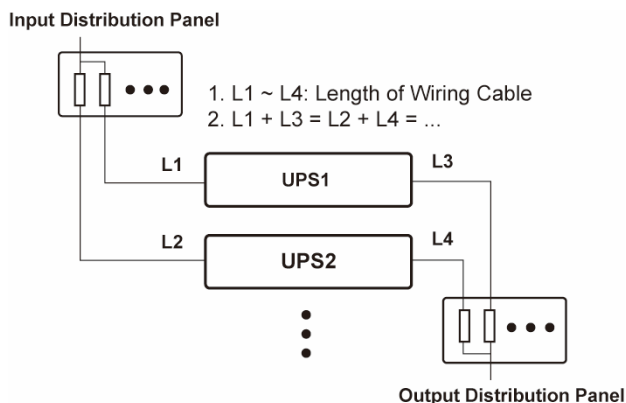 Input Distribution Panel
1. L1 ~ L4: Length of Wiring Cable
2. L1 + L3 = L2 + L4 = ...
L1
UPS1
L3
L2
UPS2
L4
Output Distribution Panel